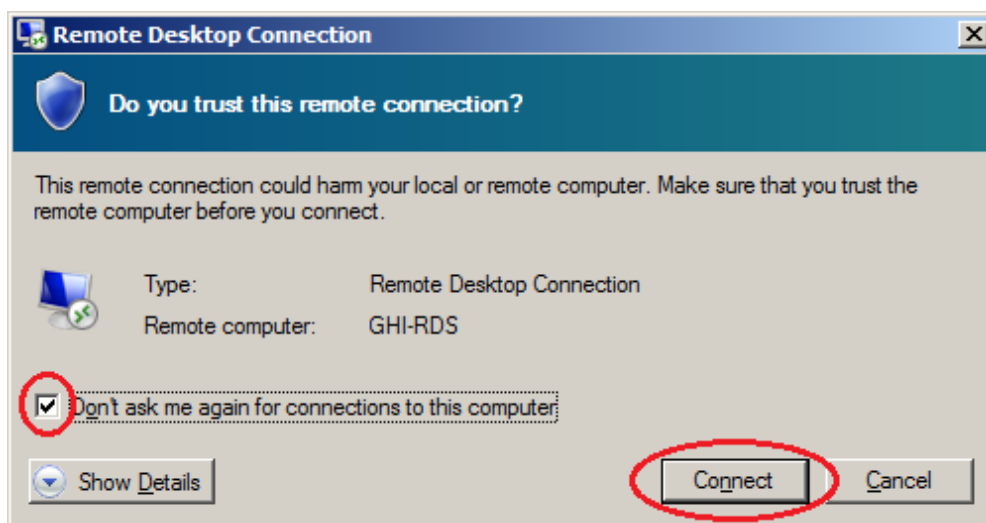 Remote Desktop Connection
Do you trust this remote connection?
This remote connection could harm your local or remote computer. Make sure that you trust the
remote computer before you connect.
Type: Remote Desktop Connection
Remote computer: GHI-RDS
Don't ask me again for connections to this computer
Show Details Connect Cancel